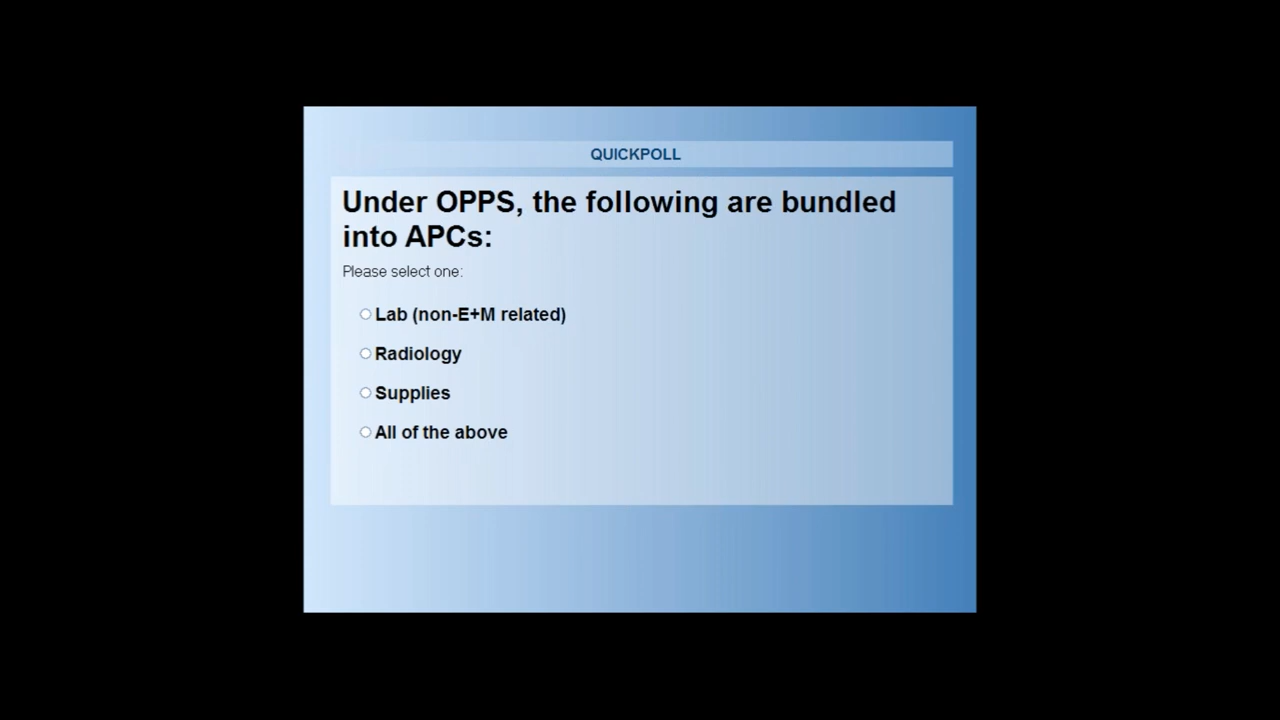 QUICKPOLL
Under OPPS, the following are bundled
into APCs:
Please select one:
Lab (non-E+M related)
Radiology
Supplies
All of the above